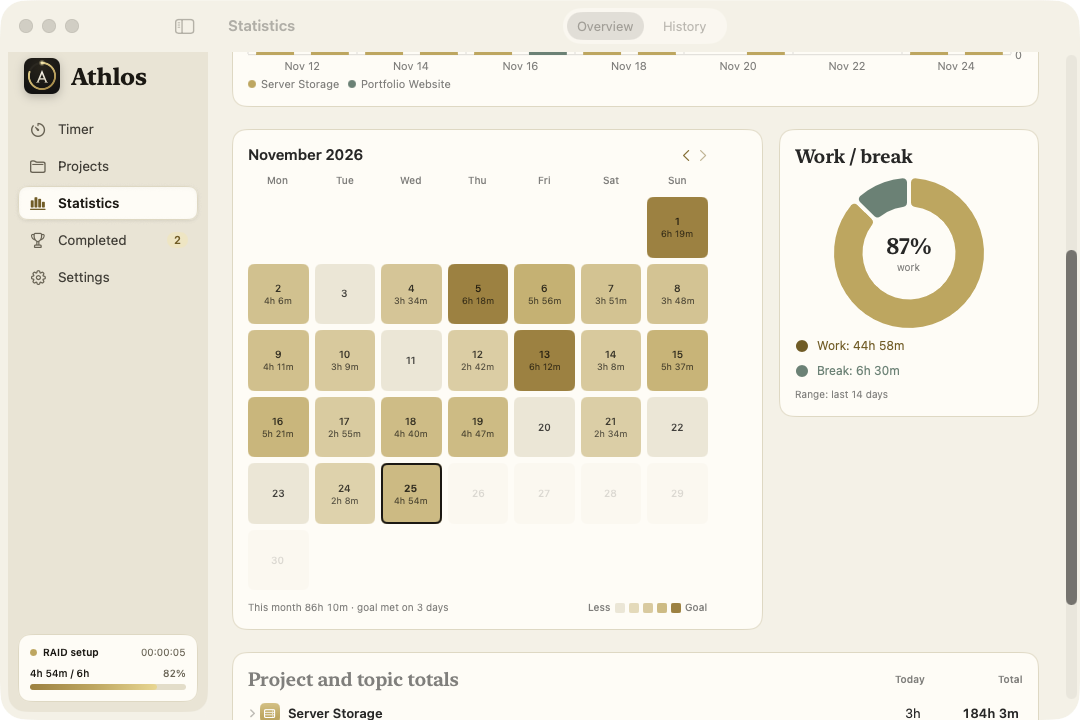 Statistics
Overview
History
Athlos
Timer
Projects
Statistics
Completed
2
Settings
RAID setup
00:00:05
4h 54m / 6h
82%
0
Nov 12
Nov 14
Nov 16
Nov 18
Nov 20
Nov 22
Nov 24
Server Storage
Portfolio Website
November 2026
Mon
Tue
Wed
Thu
Fri
Sat
Sun
1
6h 19m
2
4h 6m
3
4
3h 34m
5
6h 18m
6
5h 56m
7
3h 51m
8
3h 48m
9
4h 11m
10
3h 9m
11
12
2h 42m
13
6h 12m
14
3h 8m
15
5h 37m
16
5h 21m
17
2h 55m
18
4h 40m
19
4h 47m
20
21
2h 34m
22
23
24
2h 8m
25
4h 54m
26
27
28
29
30
This month 86h 10m · goal met on 3 days
Less
Goal
Work / break
87%
work
Work: 44h 58m
Break: 6h 30m
Range: last 14 days
Project and topic totals
Today
Total
Server Storage
3h
184h 3m